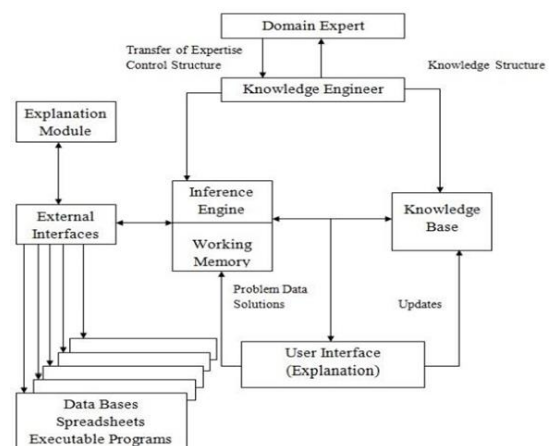 Domain Expert
Transfer of Expertise
Control Structure
Knowledge Structure
Knowledge Engineer
Explanation
Module
Inference
Engine
External
Interfaces
Knowledge
Base
Working
Memory
Problem Data
Solutions
Updates
User Interface
(Explanation)
Data Bases
Spreadsheets
Executable Programs